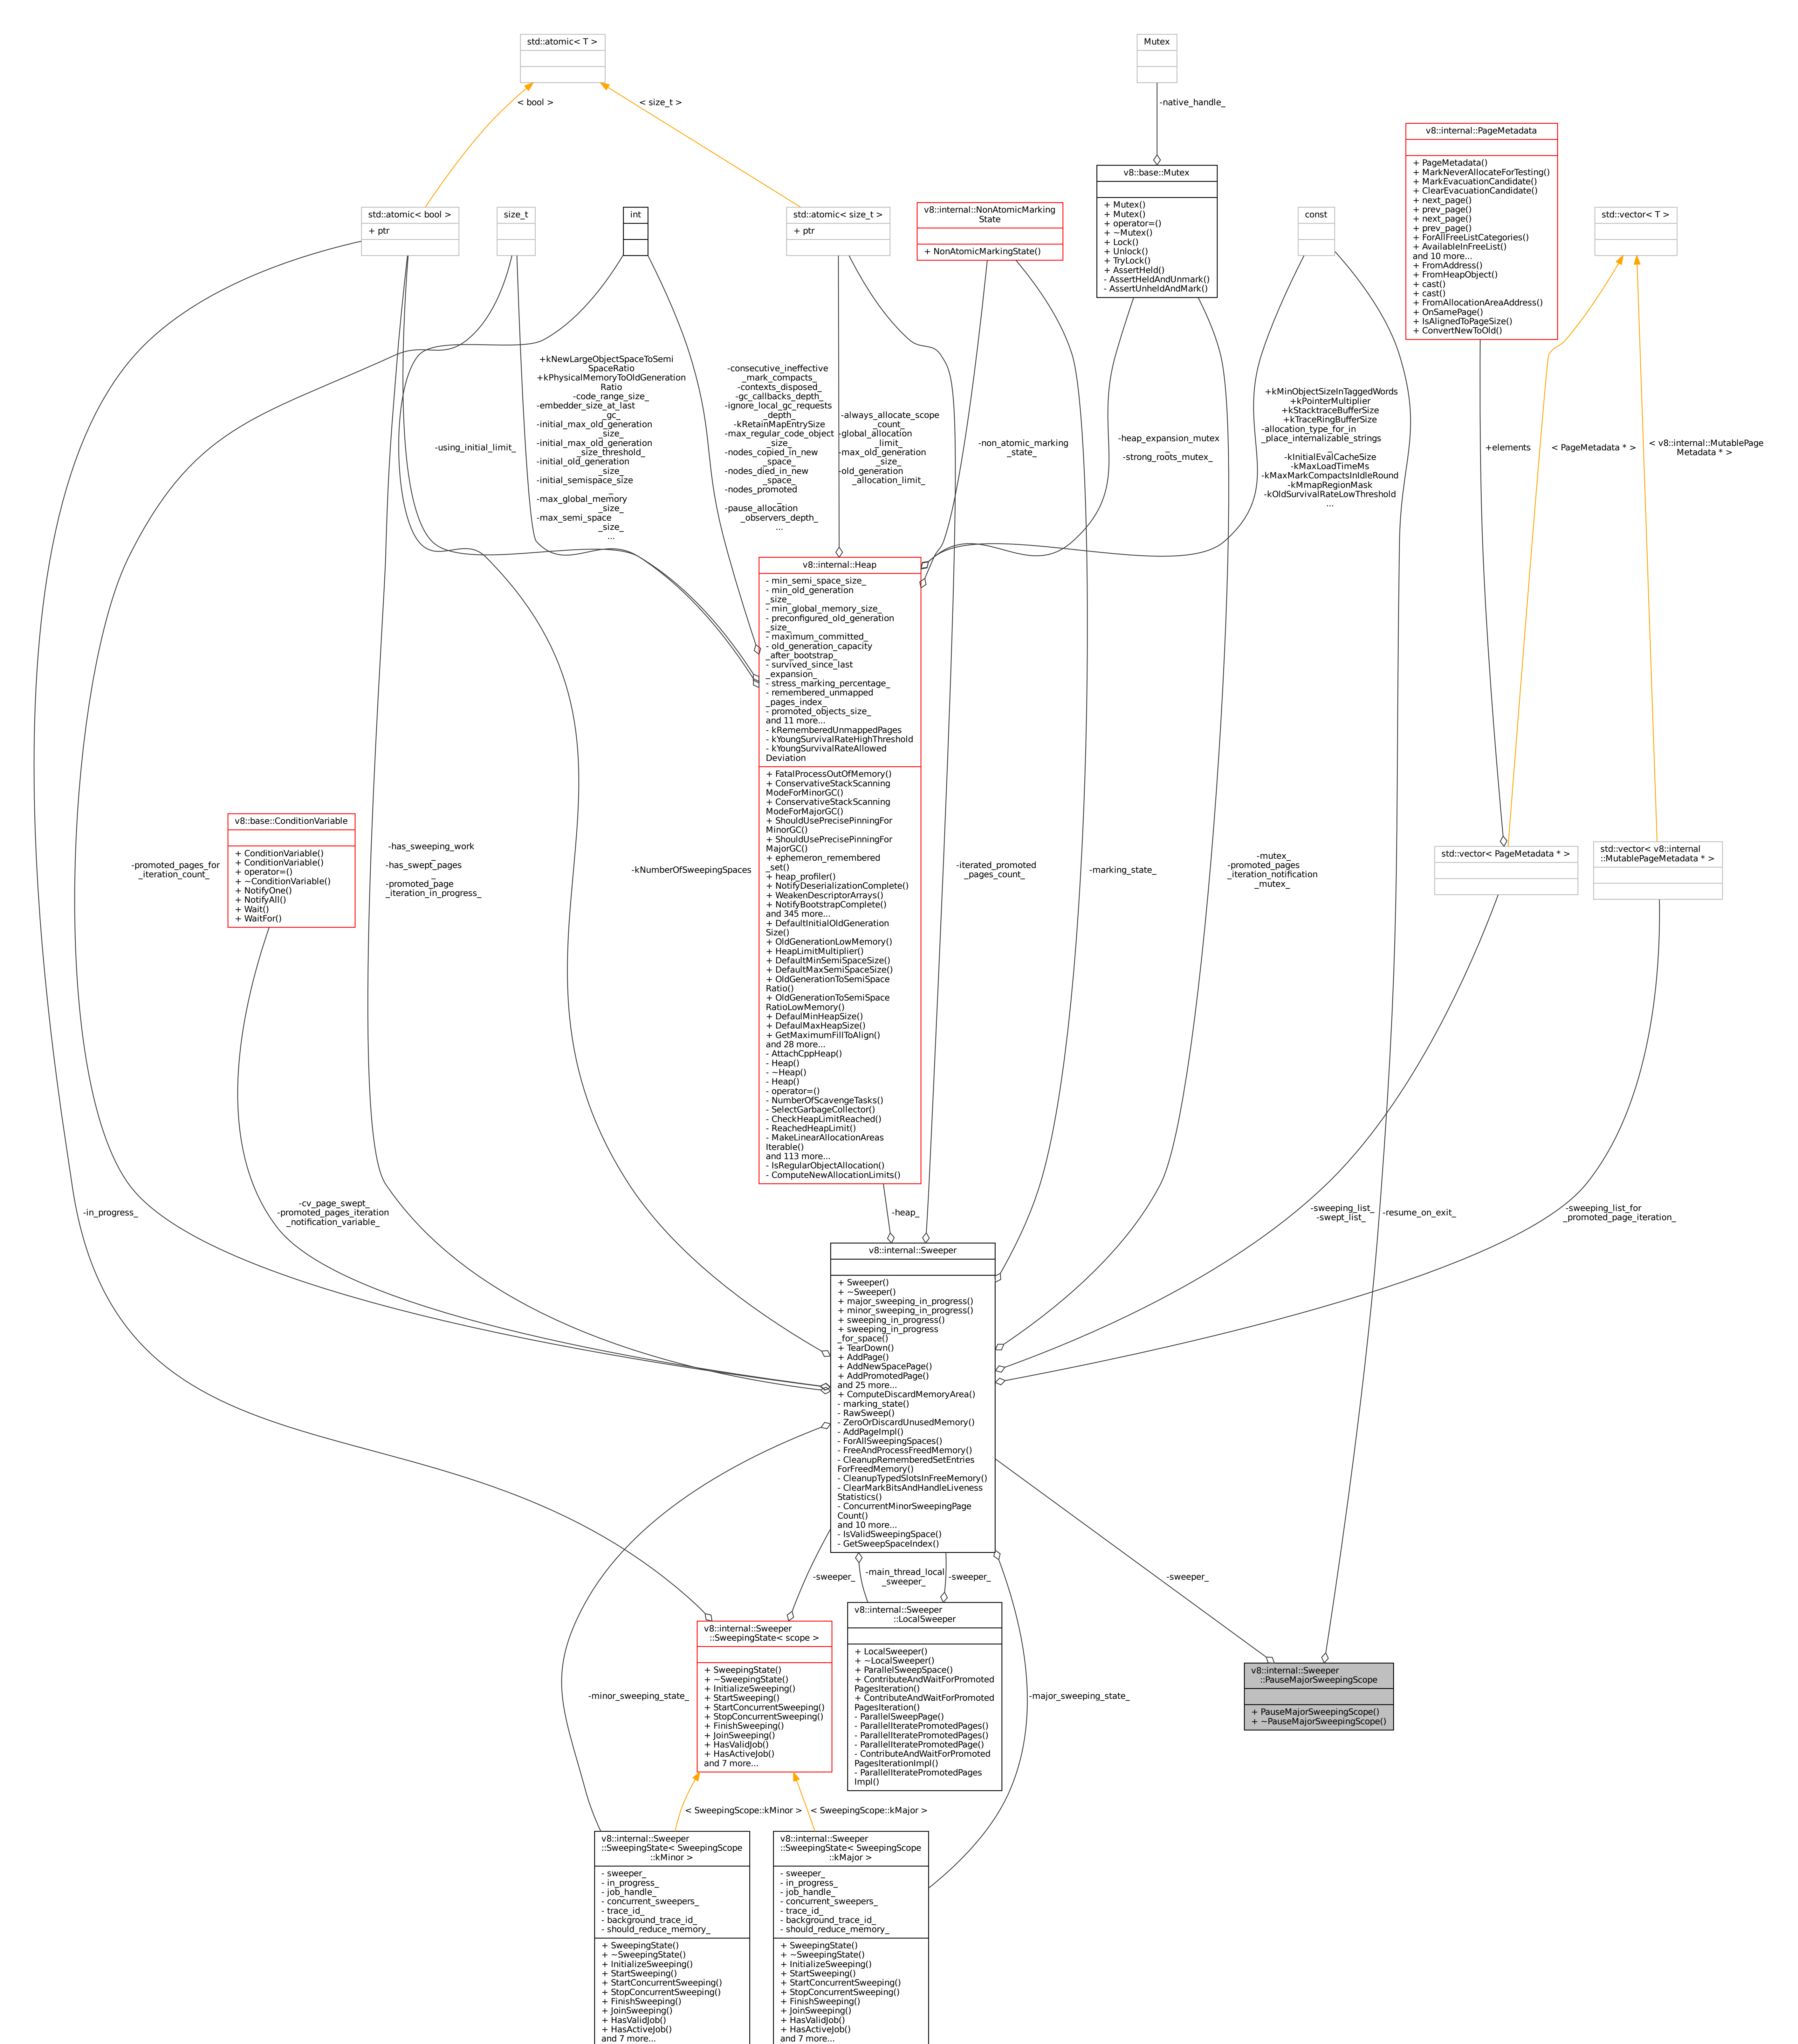 std::atomic< T >
Mutex
< bool >
< size_t >
-native_handle_
v8::internal::PageMetadata
+ PageMetadata()
+ MarkNeverAllocateForTesting()
+ MarkEvacuationCandidate()
+ ClearEvacuationCandidate()
+ next_page()
+ prev_page()
+ next_page()
+ prev_page()
+ ForAllFreeListCategories()
+ AvailableInFreeList()
and 10 more...
+ FromAddress()
+ FromHeapObject()
+ cast()
+ cast()
+ FromAllocationAreaAddress()
+ OnSamePage()
+ IsAlignedToPageSize()
+ ConvertNewToOld()
v8::base::Mutex
+ Mutex()
+ Mutex()
+ operator=()
+ ~Mutex()
+ Lock()
+ Unlock()
+ TryLock()
+ AssertHeld()
- AssertHeldAndUnmark()
- AssertUnheldAndMark()
std::atomic< bool >
+ ptr
size_t
int
std::atomic< size_t >
+ ptr
v8::internal::NonAtomicMarking
State
+ NonAtomicMarkingState()
const
std::vector< T >
-using_initial_limit_
+kNewLargeObjectSpaceToSemi
SpaceRatio
+kPhysicalMemoryToOldGeneration
Ratio
-code_range_size_
-embedder_size_at_last
_gc_
-initial_max_old_generation
_size_
-initial_max_old_generation
_size_threshold_
-initial_old_generation
_size_
-initial_semispace_size
_
-max_global_memory
_size_
-max_semi_space
_size_
...
-consecutive_ineffective
_mark_compacts_
-contexts_disposed_
-gc_callbacks_depth_
-ignore_local_gc_requests
_depth_
-kRetainMapEntrySize
-max_regular_code_object
_size_
-nodes_copied_in_new
_space_
-nodes_died_in_new
_space_
-nodes_promoted
_
-pause_allocation
_observers_depth_
...
-always_allocate_scope
_count_
-global_allocation
_limit_
-max_old_generation
_size_
-old_generation
_allocation_limit_
-non_atomic_marking
_state_
-heap_expansion_mutex
_
-strong_roots_mutex_
+kMinObjectSizeInTaggedWords
+kPointerMultiplier
+kStacktraceBufferSize
+kTraceRingBufferSize
-allocation_type_for_in
_place_internalizable_strings
_
-kInitialEvalCacheSize
-kMaxLoadTimeMs
-kMaxMarkCompactsInIdleRound
-kMmapRegionMask
-kOldSurvivalRateLowThreshold
...
+elements
< PageMetadata * >
< v8::internal::MutablePage
Metadata * >
v8::internal::Heap
- min_semi_space_size_
- min_old_generation
_size_
- min_global_memory_size_
- preconfigured_old_generation
_size_
- maximum_committed_
- old_generation_capacity
_after_bootstrap_
- survived_since_last
_expansion_
- stress_marking_percentage_
- remembered_unmapped
_pages_index_
- promoted_objects_size_
and 11 more...
- kRememberedUnmappedPages
- kYoungSurvivalRateHighThreshold
- kYoungSurvivalRateAllowed
Deviation
+ FatalProcessOutOfMemory()
+ ConservativeStackScanning
ModeForMinorGC()
+ ConservativeStackScanning
ModeForMajorGC()
+ ShouldUsePrecisePinningFor
MinorGC()
+ ShouldUsePrecisePinningFor
MajorGC()
+ ephemeron_remembered
_set()
+ heap_profiler()
+ NotifyDeserializationComplete()
+ WeakenDescriptorArrays()
+ NotifyBootstrapComplete()
and 345 more...
+ DefaultInitialOldGeneration
Size()
+ OldGenerationLowMemory()
+ HeapLimitMultiplier()
+ DefaultMinSemiSpaceSize()
+ DefaultMaxSemiSpaceSize()
+ OldGenerationToSemiSpace
Ratio()
+ OldGenerationToSemiSpace
RatioLowMemory()
+ DefaulMinHeapSize()
+ DefaulMaxHeapSize()
+ GetMaximumFillToAlign()
and 28 more...
- AttachCppHeap()
- Heap()
- ~Heap()
- Heap()
- operator=()
- NumberOfScavengeTasks()
- SelectGarbageCollector()
- CheckHeapLimitReached()
- ReachedHeapLimit()
- MakeLinearAllocationAreas
Iterable()
and 113 more...
- IsRegularObjectAllocation()
- ComputeNewAllocationLimits()
v8::base::ConditionVariable
+ ConditionVariable()
+ ConditionVariable()
+ operator=()
+ ~ConditionVariable()
+ NotifyOne()
+ NotifyAll()
+ Wait()
+ WaitFor()
-promoted_pages_for
_iteration_count_
-has_sweeping_work
_
-has_swept_pages
_
-promoted_page
_iteration_in_progress_
-kNumberOfSweepingSpaces
-iterated_promoted
_pages_count_
-marking_state_
-mutex_
-promoted_pages
_iteration_notification
_mutex_
std::vector< PageMetadata * >
std::vector< v8::internal
::MutablePageMetadata * >
-in_progress_
-cv_page_swept_
-promoted_pages_iteration
_notification_variable_
-heap_
-sweeping_list_
-swept_list_
-resume_on_exit_
-sweeping_list_for
_promoted_page_iteration_
v8::internal::Sweeper
+ Sweeper()
+ ~Sweeper()
+ major_sweeping_in_progress()
+ minor_sweeping_in_progress()
+ sweeping_in_progress()
+ sweeping_in_progress
_for_space()
+ TearDown()
+ AddPage()
+ AddNewSpacePage()
+ AddPromotedPage()
and 25 more...
+ ComputeDiscardMemoryArea()
- marking_state()
- RawSweep()
- ZeroOrDiscardUnusedMemory()
- AddPageImpl()
- ForAllSweepingSpaces()
- FreeAndProcessFreedMemory()
- CleanupRememberedSetEntries
ForFreedMemory()
- CleanupTypedSlotsInFreeMemory()
- ClearMarkBitsAndHandleLiveness
Statistics()
- ConcurrentMinorSweepingPage
Count()
and 10 more...
- IsValidSweepingSpace()
- GetSweepSpaceIndex()
-sweeper_
-main_thread_local
_sweeper_
-sweeper_
-sweeper_
v8::internal::Sweeper
::SweepingState< scope >
+ SweepingState()
+ ~SweepingState()
+ InitializeSweeping()
+ StartSweeping()
+ StartConcurrentSweeping()
+ StopConcurrentSweeping()
+ FinishSweeping()
+ JoinSweeping()
+ HasValidJob()
+ HasActiveJob()
and 7 more...
v8::internal::Sweeper
::LocalSweeper
+ LocalSweeper()
+ ~LocalSweeper()
+ ParallelSweepSpace()
+ ContributeAndWaitForPromoted
PagesIteration()
+ ContributeAndWaitForPromoted
PagesIteration()
- ParallelSweepPage()
- ParallelIteratePromotedPages()
- ParallelIteratePromotedPages()
- ParallelIteratePromotedPage()
- ContributeAndWaitForPromoted
PagesIterationImpl()
- ParallelIteratePromotedPages
Impl()
v8::internal::Sweeper
::PauseMajorSweepingScope
+ PauseMajorSweepingScope()
+ ~PauseMajorSweepingScope()
-minor_sweeping_state_
-major_sweeping_state_
< SweepingScope::kMinor >
< SweepingScope::kMajor >
v8::internal::Sweeper
::SweepingState< SweepingScope
::kMinor >
- sweeper_
- in_progress_
- job_handle_
- concurrent_sweepers_
- trace_id_
- background_trace_id_
- should_reduce_memory_
+ SweepingState()
+ ~SweepingState()
+ InitializeSweeping()
+ StartSweeping()
+ StartConcurrentSweeping()
+ StopConcurrentSweeping()
+ FinishSweeping()
+ JoinSweeping()
+ HasValidJob()
+ HasActiveJob()
and 7 more...
v8::internal::Sweeper
::SweepingState< SweepingScope
::kMajor >
- sweeper_
- in_progress_
- job_handle_
- concurrent_sweepers_
- trace_id_
- background_trace_id_
- should_reduce_memory_
+ SweepingState()
+ ~SweepingState()
+ InitializeSweeping()
+ StartSweeping()
+ StartConcurrentSweeping()
+ StopConcurrentSweeping()
+ FinishSweeping()
+ JoinSweeping()
+ HasValidJob()
+ HasActiveJob()
and 7 more...